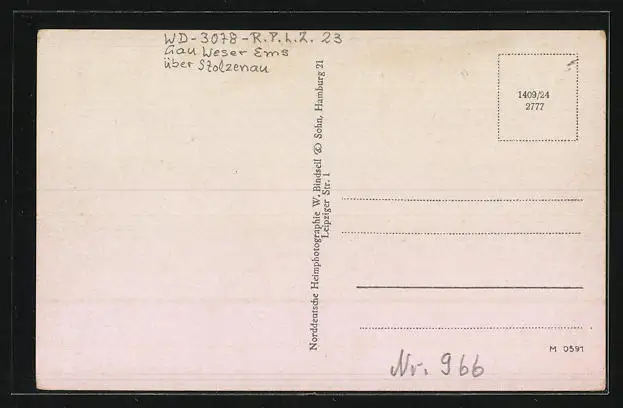 WD-3078-R.P.L.Z. 23
Gau Weser Ems
über Stolzenau
1409/24
2777
Norddeutsche Heimphotographie W. Bindseil & Sohn, Hamburg 21
Leipziger Str. 1
M 0591
Nr. 966